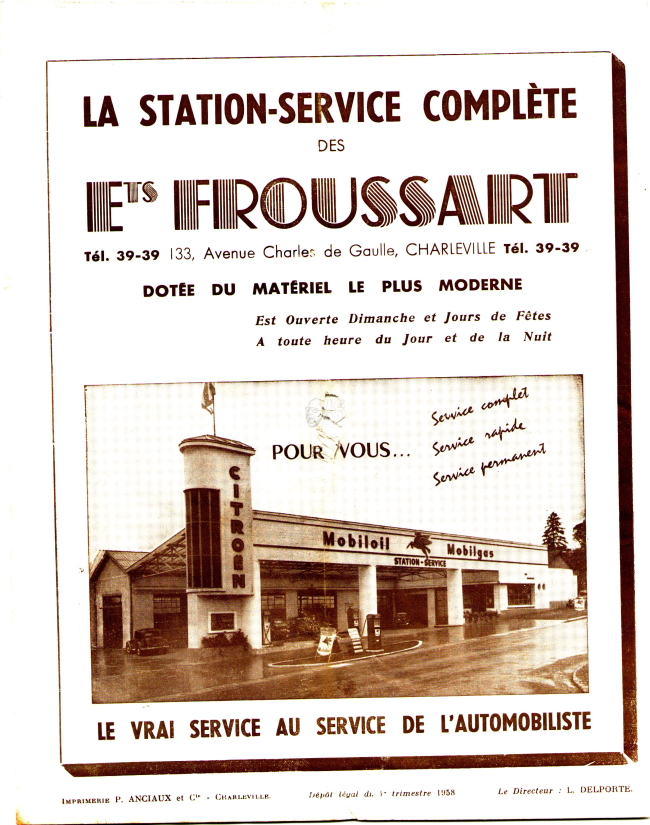 LA STATION-SERVICE COMPLÈTE
DES
ETS FROUSSART
Tél. 39-39 133, Avenue Charles de Gaulle, CHARLEVILLE Tél. 39-39
DOTÉE DU MATÉRIEL LE PLUS MODERNE
Est Ouverte Dimanche et Jours de Fêtes
A toute heure du Jour et de la Nuit
POUR VOUS...
Service complet
Service rapide
Service permanent
CITROEN
Mobiloil
Mobilgas
STATION-SERVICE
LE VRAI SERVICE AU SERVICE DE L'AUTOMOBILISTE
IMPRIMERIE P. ANCIAUX et Cie - CHARLEVILLE.
Dépôt légal du trimestre 1958
Le Directeur : L. DELPORTE.